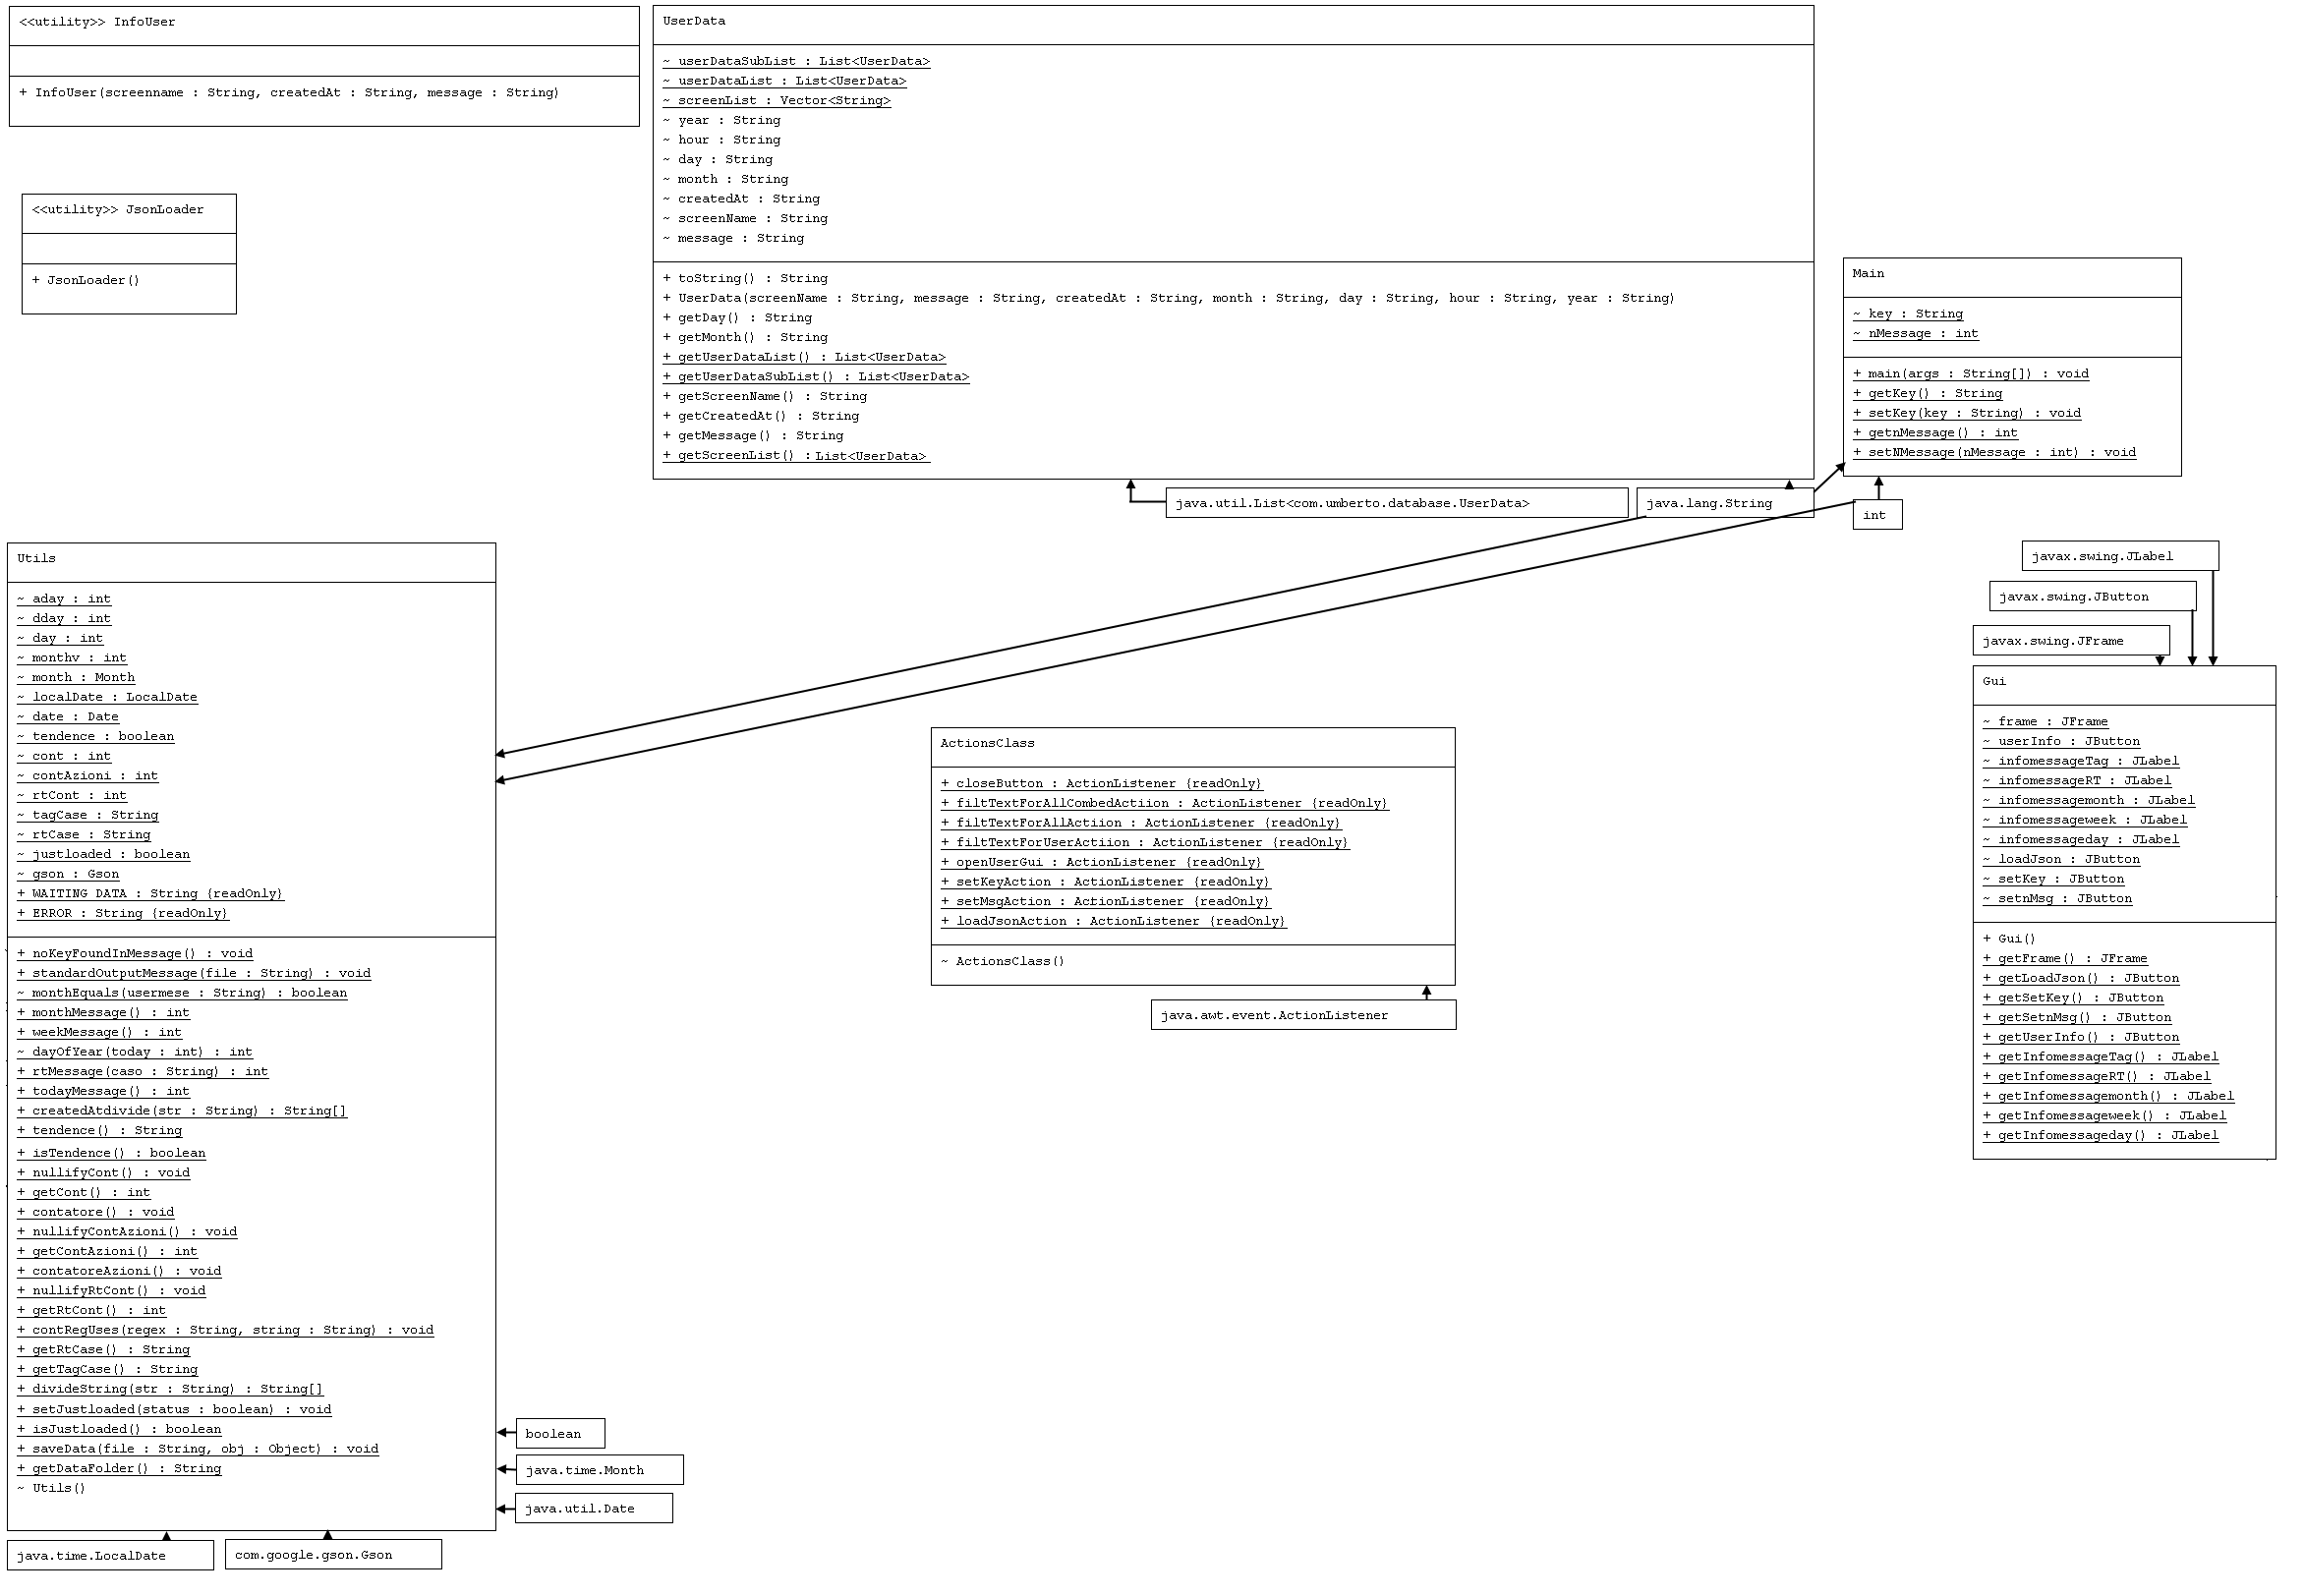 <<utility>> InfoUser
+ InfoUser(screenname : String, createdAt : String, message : String)
<<utility>> JsonLoader
+ JsonLoader()
UserData
~ userDataSubList : List<UserData>
~ userDataList : List<UserData>
~ screenList : Vector<String>
~ year : String
~ hour : String
~ day : String
~ month : String
~ createdAt : String
~ screenName : String
~ message : String
+ toString() : String
+ UserData(screenName : String, message : String, createdAt : String, month : String, day : String, hour : String, year : String)
+ getDay() : String
+ getMonth() : String
+ getUserDataList() : List<UserData>
+ getUserDataSubList() : List<UserData>
+ getScreenName() : String
+ getCreatedAt() : String
+ getMessage() : String
+ getScreenList() : List<UserData>
Main
~ key : String
~ nMessage : int
+ main(args : String[]) : void
+ getKey() : String
+ setKey(key : String) : void
+ getnMessage() : int
+ setNMessage(nMessage : int) : void
java.util.List<com.umberto.database.UserData>
java.lang.String
int
Utils
~ aday : int
~ dday : int
~ day : int
~ monthv : int
~ month : Month
~ localDate : LocalDate
~ date : Date
~ tendence : boolean
~ cont : int
~ contAzioni : int
~ rtCont : int
~ tagCase : String
~ rtCase : String
~ justloaded : boolean
~ gson : Gson
+ WAITING_DATA : String {readOnly}
+ ERROR : String {readOnly}
+ noKeyFoundInMessage() : void
+ standardOutputMessage(file : String) : void
~ monthEquals(usermese : String) : boolean
+ monthMessage() : int
+ weekMessage() : int
~ dayOfYear(today : int) : int
+ rtMessage(caso : String) : int
+ todayMessage() : int
+ createdAtdivide(str : String) : String[]
+ tendence() : String
+ isTendence() : boolean
+ nullifyCont() : void
+ getCont() : int
+ contatore() : void
+ nullifyContAzioni() : void
+ getContAzioni() : int
+ contatoreAzioni() : void
+ nullifyRtCont() : void
+ getRtCont() : int
+ contRegUses(regex : String, string : String) : void
+ getRtCase() : String
+ getTagCase() : String
+ divideString(str : String) : String[]
+ setJustloaded(status : boolean) : void
+ isJustloaded() : boolean
+ saveData(file : String, obj : Object) : void
+ getDataFolder() : String
~ Utils()
boolean
java.time.Month
java.util.Date
java.time.LocalDate
com.google.gson.Gson
ActionsClass
+ closeButton : ActionListener {readOnly}
+ filtTextForAllCombedActiion : ActionListener {readOnly}
+ filtTextForAllActiion : ActionListener {readOnly}
+ filtTextForUserActiion : ActionListener {readOnly}
+ openUserGui : ActionListener {readOnly}
+ setKeyAction : ActionListener {readOnly}
+ setMsgAction : ActionListener {readOnly}
+ loadJsonAction : ActionListener {readOnly}
~ ActionsClass()
java.awt.event.ActionListener
javax.swing.JLabel
javax.swing.JButton
javax.swing.JFrame
Gui
~ frame : JFrame
~ userInfo : JButton
~ infomessageTag : JLabel
~ infomessageRT : JLabel
~ infomessagemonth : JLabel
~ infomessageweek : JLabel
~ infomessageday : JLabel
~ loadJson : JButton
~ setKey : JButton
~ setnMsg : JButton
+ Gui()
+ getFrame() : JFrame
+ getLoadJson() : JButton
+ getSetKey() : JButton
+ getSetnMsg() : JButton
+ getUserInfo() : JButton
+ getInfomessageTag() : JLabel
+ getInfomessageRT() : JLabel
+ getInfomessagemonth() : JLabel
+ getInfomessageweek() : JLabel
+ getInfomessageday() : JLabel